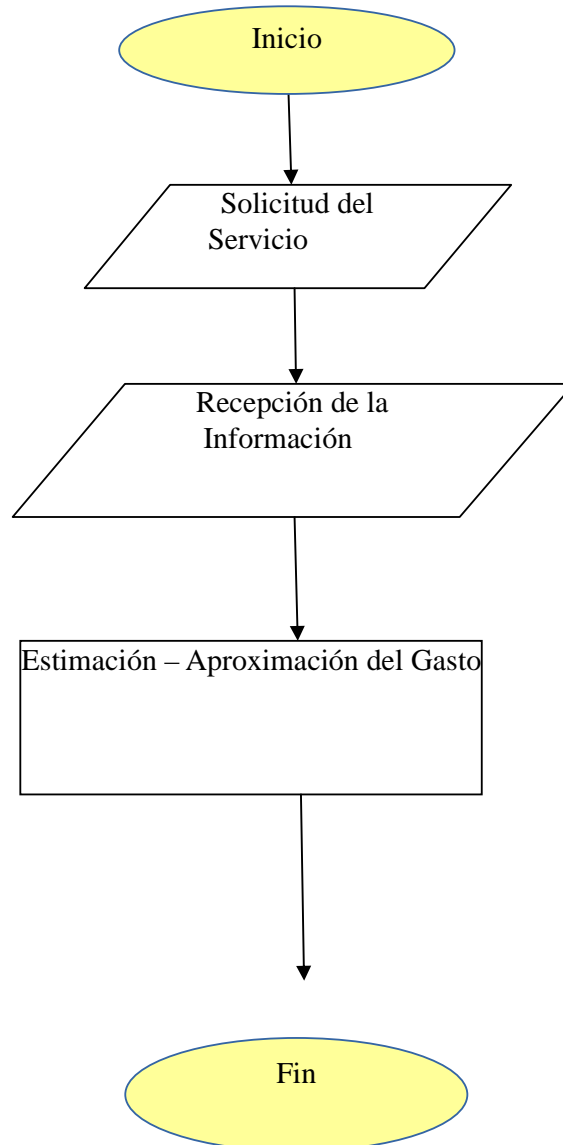 Inicio
Solicitud del
Servicio
Recepción de la
Información
Estimación – Aproximación del Gasto
Fin